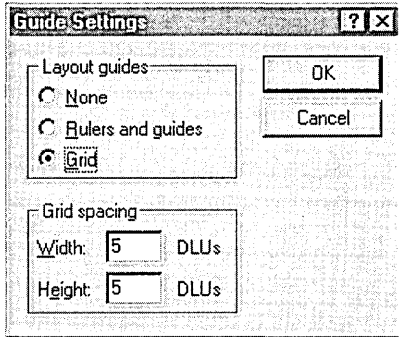 Guide Settings
Layout guides
None
Rulers and guides
Grid
OK
Cancel
Grid spacing
Width: 5 DLUs
Height: 5 DLUs